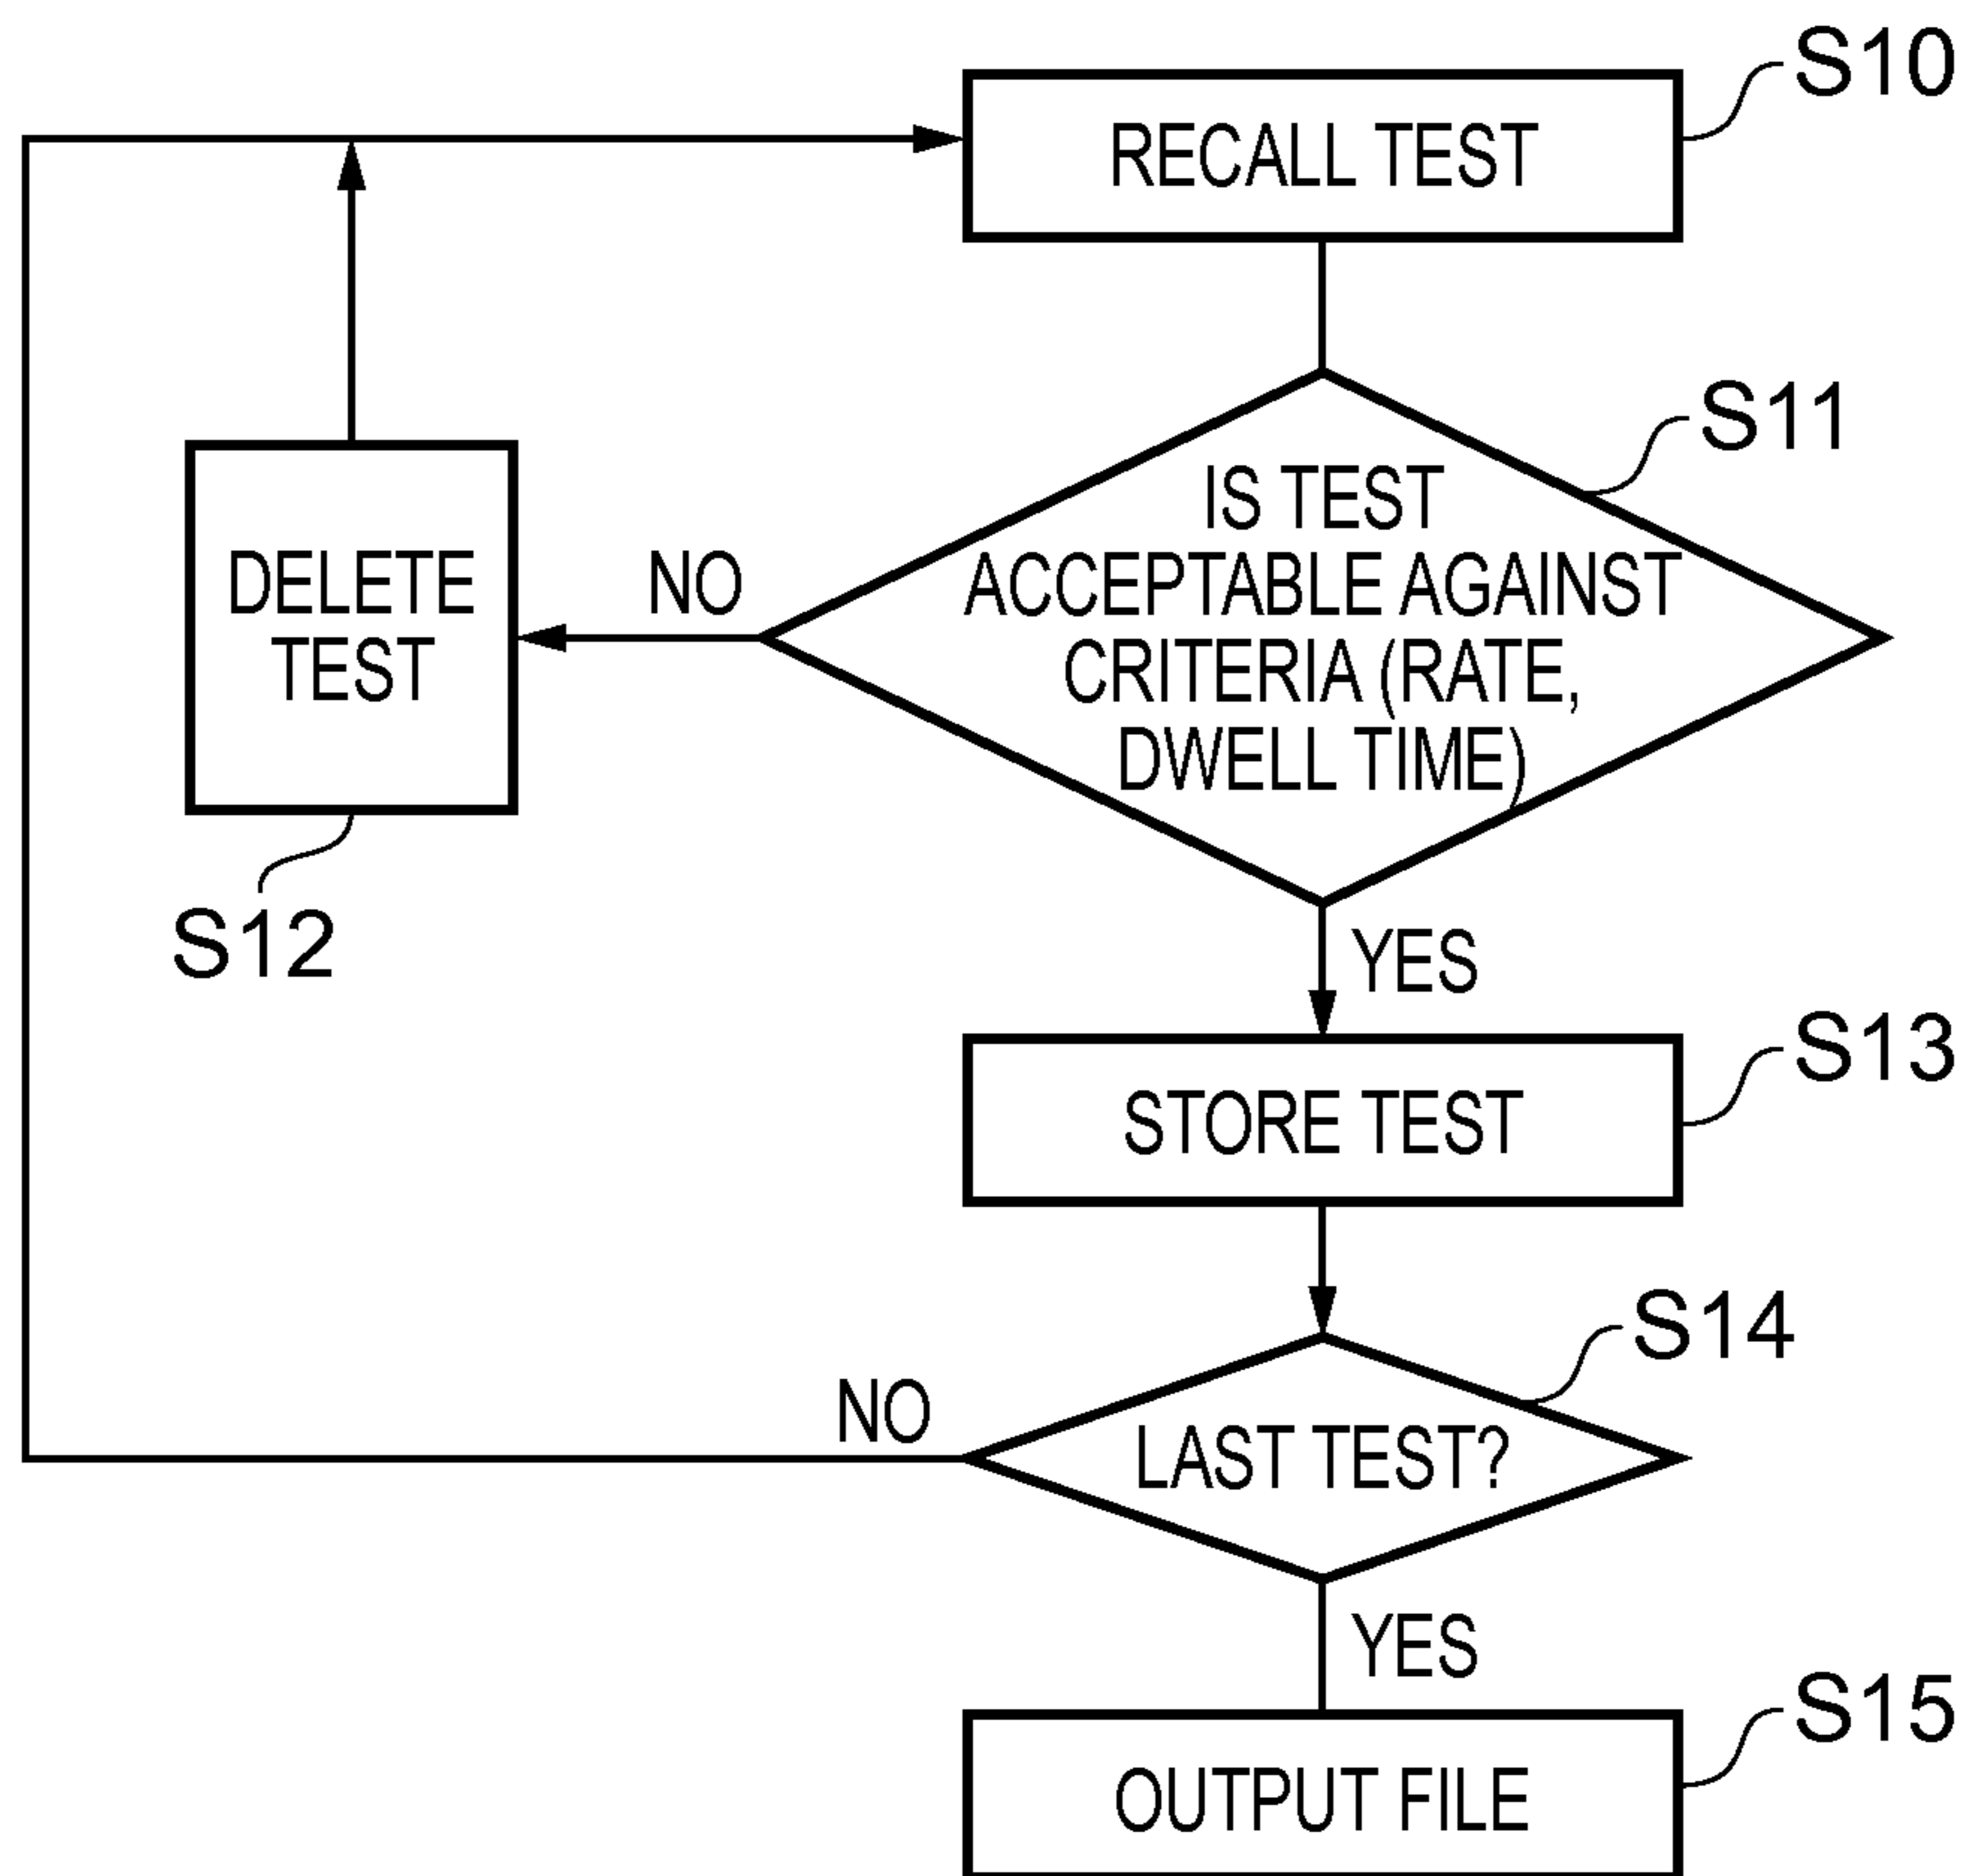 S10
RECALL TEST
S11
IS TEST
ACCEPTABLE AGAINST
CRITERIA (RATE,
DWELL TIME)
NO
DELETE
TEST
S12
YES
S13
STORE TEST
S14
NO
LAST TEST?
YES
S15
OUTPUT FILE